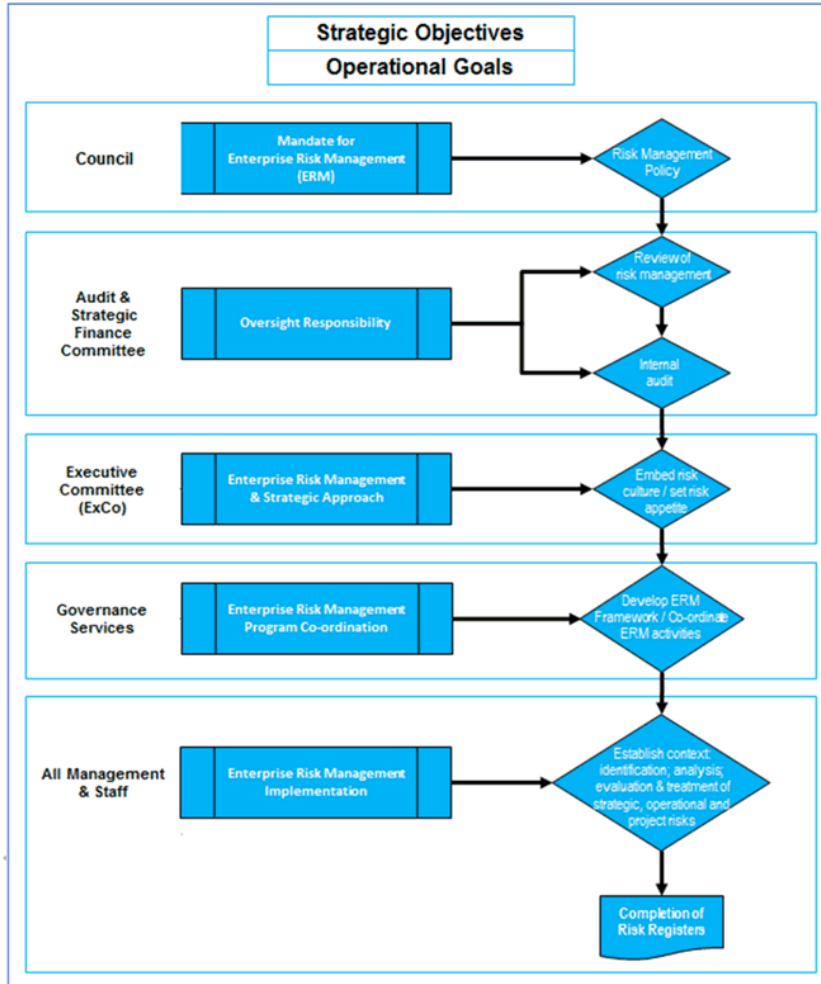 Strategic Objectives
Operational Goals
Council
Mandate for
Enterprise Risk Management
(ERM)
Risk Management
Policy
Audit &
Strategic
Finance
Committee
Oversight Responsibility
Review of
risk management
Internal
audit
Executive
Committee
(ExCo)
Enterprise Risk Management
& Strategic Approach
Embed risk
culture / set risk
appetite
Governance
Services
Enterprise Risk Management
Program Co-ordination
Develop ERM
Framework / Co-ordinate
ERM activities
All Management
& Staff
Enterprise Risk Management
Implementation
Establish context:
identification; analysis;
evaluation & treatment of
strategic, operational and
project risks
Completion of
Risk Registers